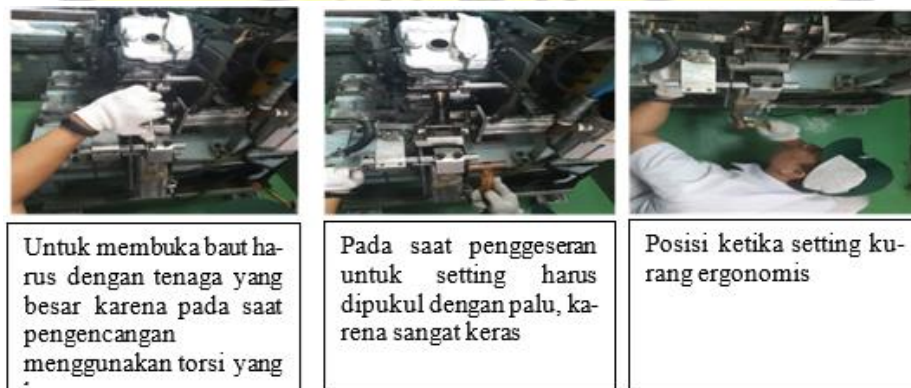 Untuk membuka baut ha-
rus dengan tenaga yang
besar karena pada saat
pengencangan
menggunakan torsi yang
Pada saat penggeseran
untuk setting harus
dipukul dengan palu, ka-
rena sangat keras
Posisi ketika setting ku-
rang ergonomis